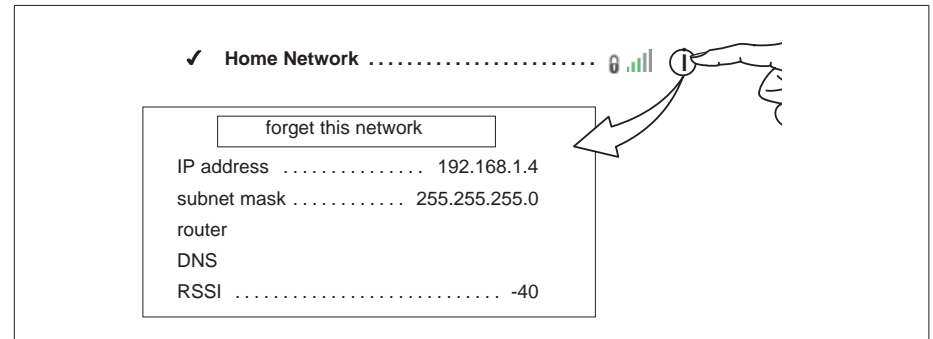 ✓ Home Network ........................ i
forget this network
IP address ............... 192.168.1.4
subnet mask ............ 255.255.255.0
router
DNS
RSSI ............................ -40